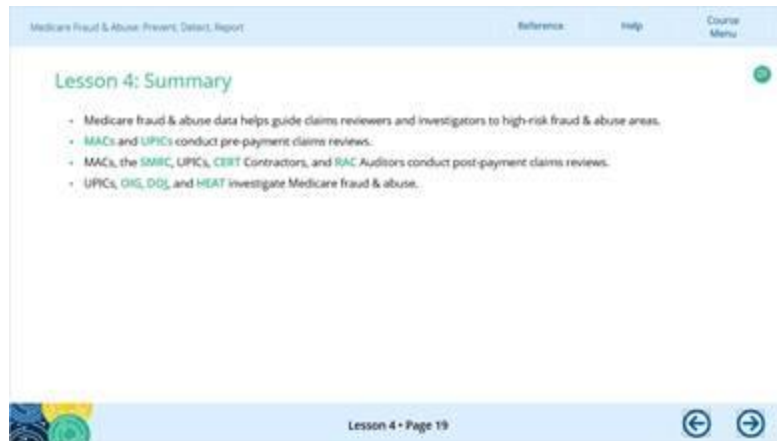 Medicare Fraud & Abuse: Prevent, Detect, Report
Reference
Help
Course
Menu
Lesson 4: Summary
• Medicare fraud & abuse data helps guide claims reviewers and investigators to high-risk fraud & abuse areas.
• MACs and UPICs conduct pre-payment claims reviews.
• MACs, the SMRC, UPICs, CERT Contractors, and RAC Auditors conduct post-payment claims reviews.
• UPICs, OIG, DOJ, and HEAT investigate Medicare fraud & abuse.
Lesson 4 • Page 19